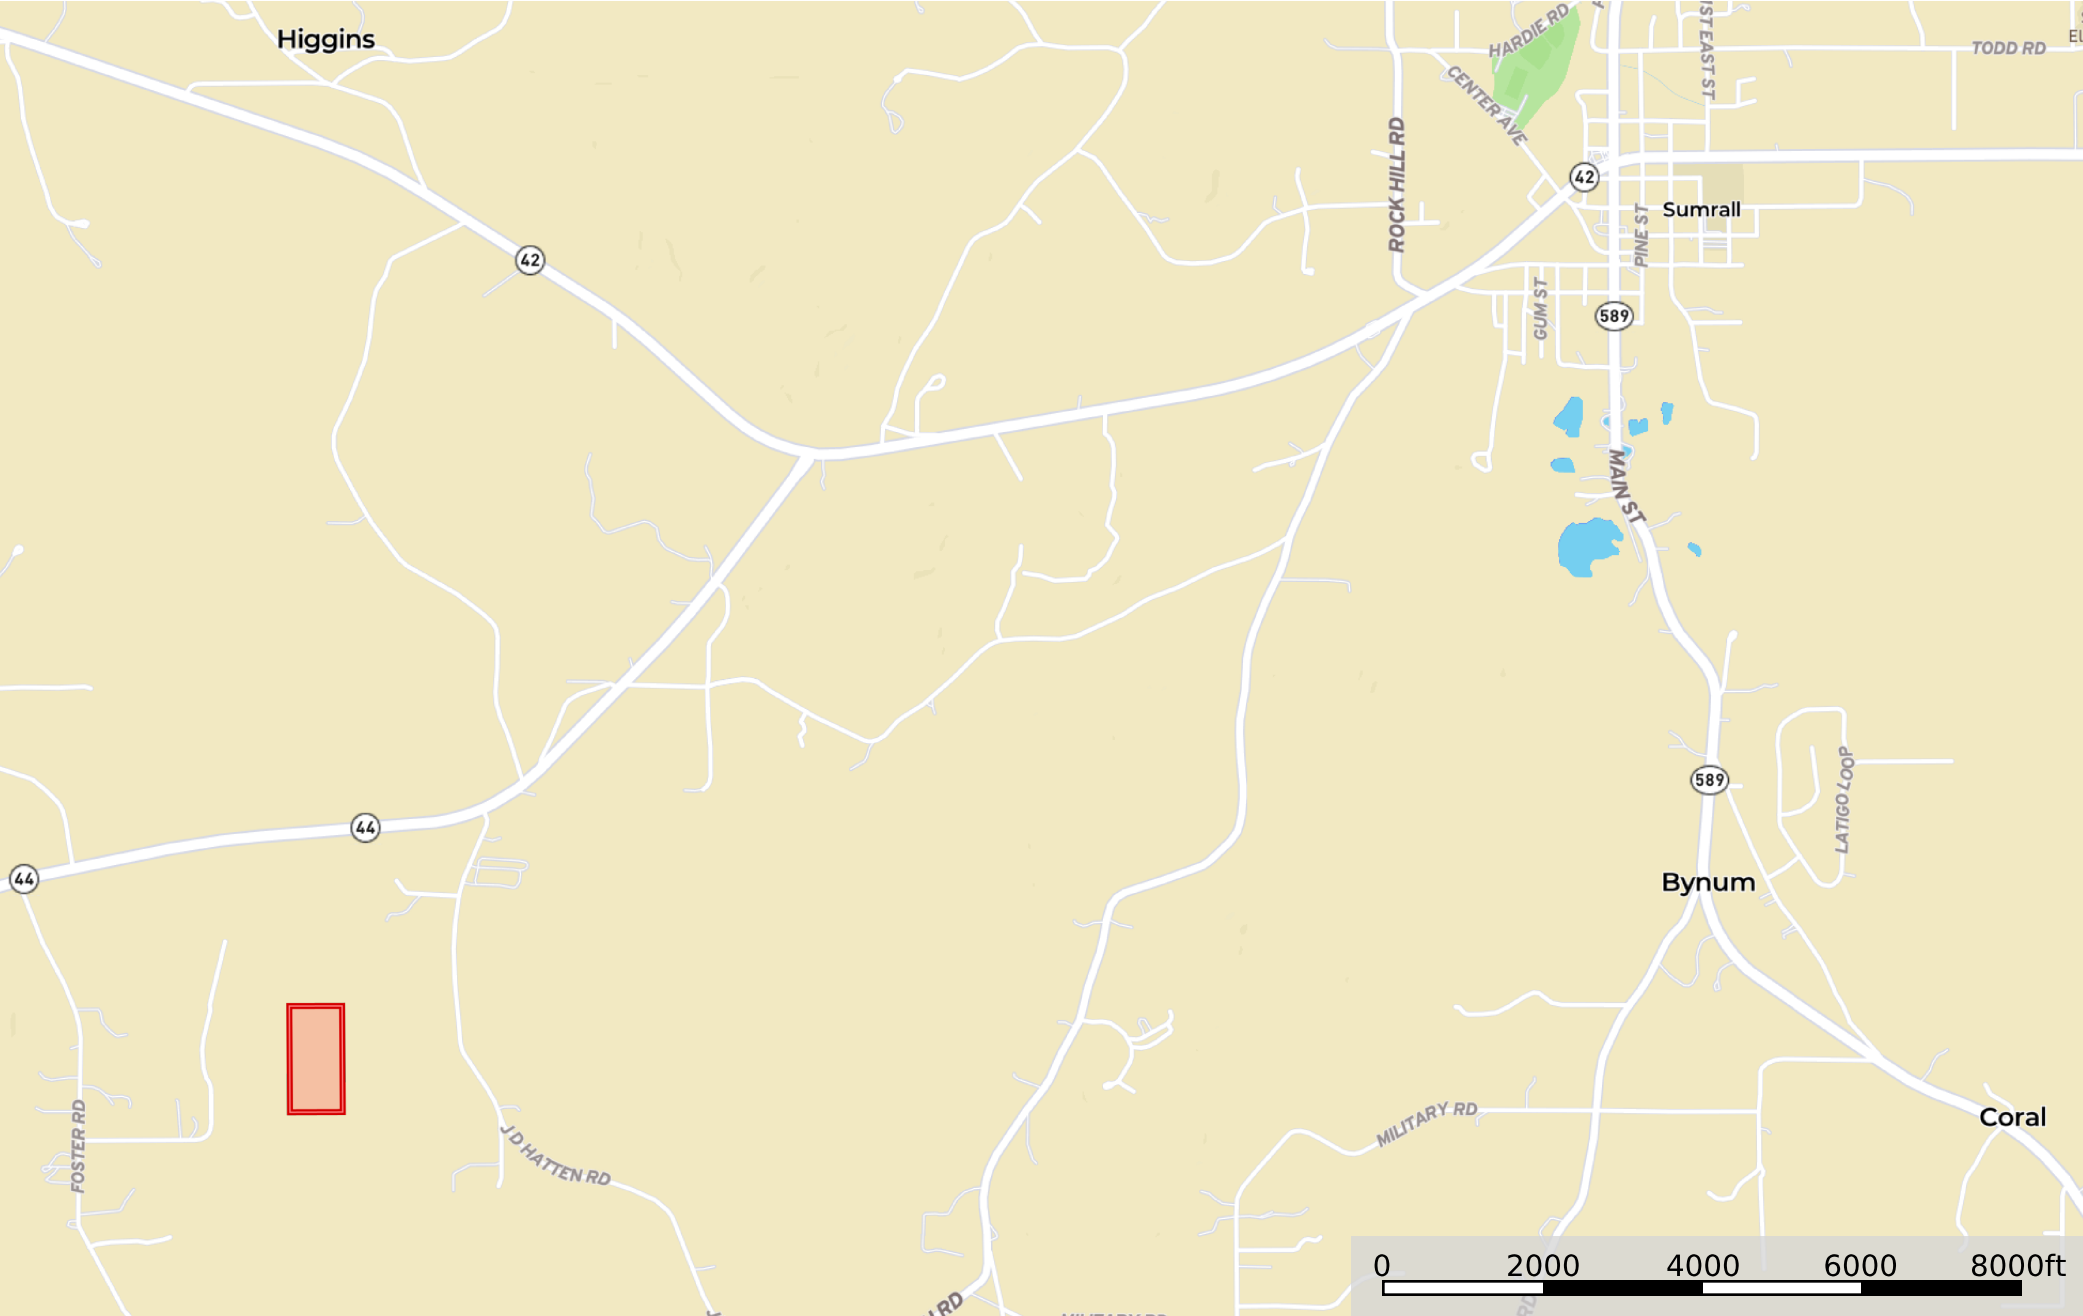 Higgins
HARDIE RD
TODD RD
CENTER AVE
ROCK HILL RD
42
Sumrall
PINE ST
42
GUM ST
589
MAIN ST
LATIGO LOOP
589
44
44
Bynum
FOSTER RD
MILITARY RD
Coral
J D HATTEN RD
0 2000 4000 6000 8000ft
RD
RD